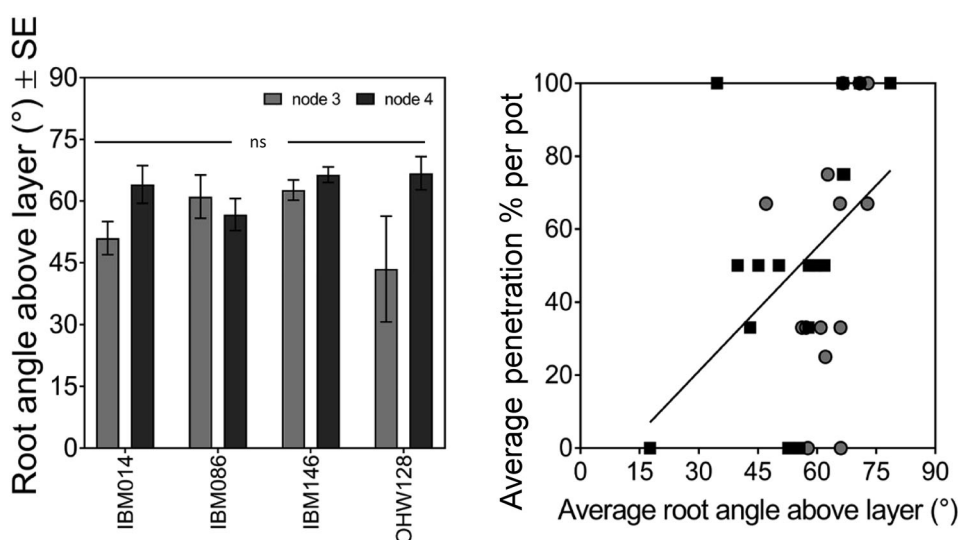 Root angle above layer (°) ± SE
90
75
60
45
30
15
0
node 3 node 4
ns
IBM014
IBM086
IBM146
OHW128
Average penetration % per pot
100
80
60
40
20
0
0 15 30 45 60 75 90
Average root angle above layer (°)